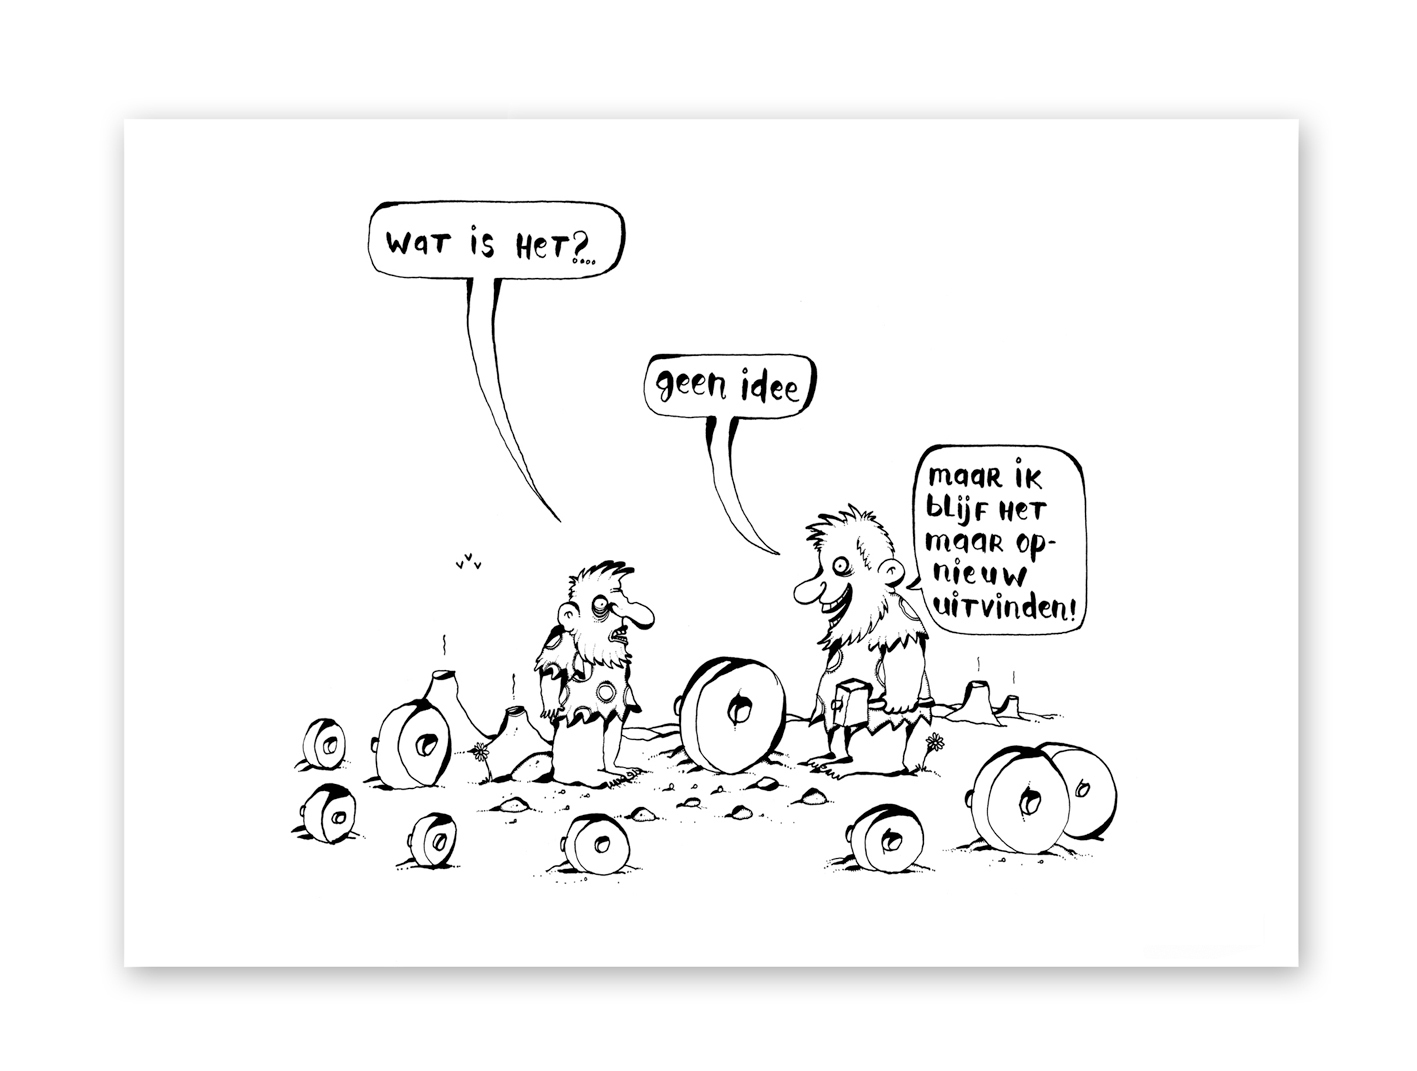 wat is het?...
geen idee
maar ik
blijf het
maar op-
nieuw
uitvinden!